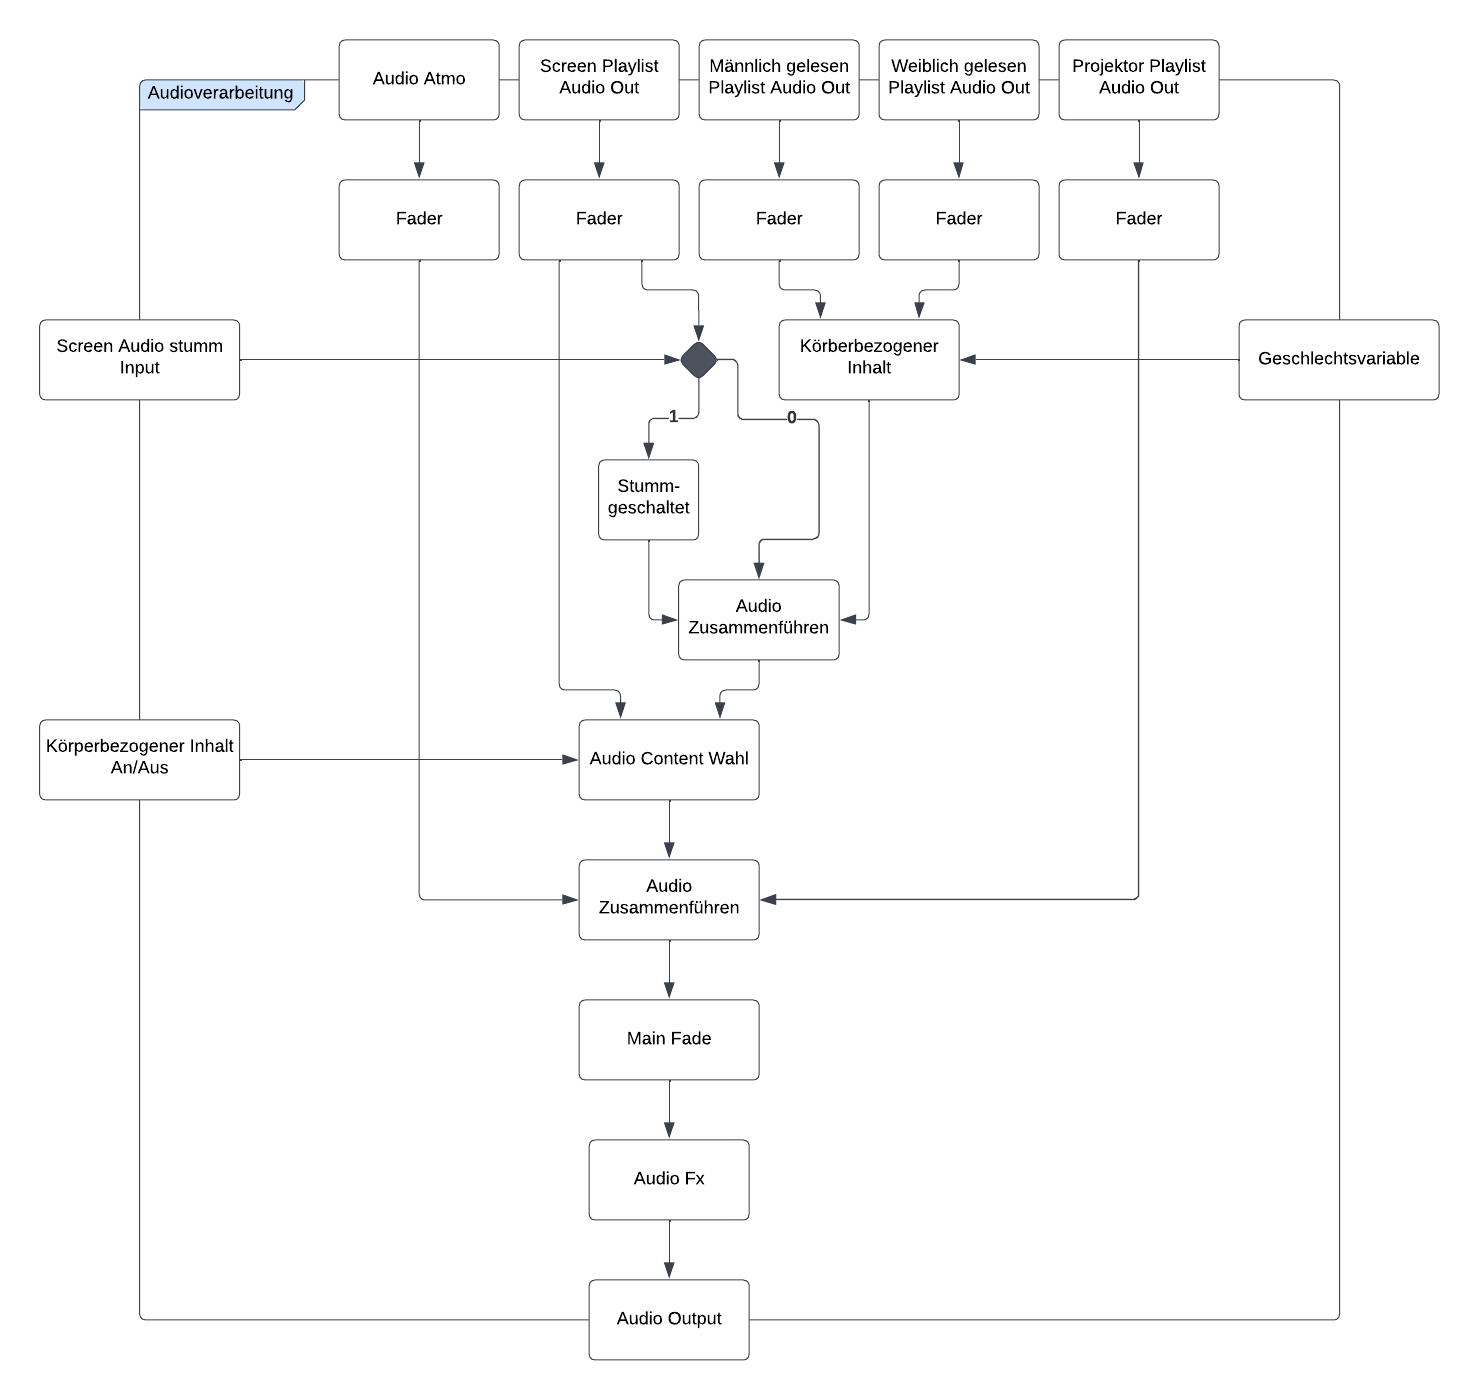 Audioverarbeitung
Audio Atmo
Screen Playlist
Audio Out
Männlich gelesen
Playlist Audio Out
Weiblich gelesen
Playlist Audio Out
Projektor Playlist
Audio Out
Fader
Fader
Fader
Fader
Fader
Screen Audio stumm
Input
Körberbezogener
Inhalt
Geschlechtsvariable
1
0
Stumm-
geschaltet
Audio
Zusammenführen
Körperbezogener Inhalt
An/Aus
Audio Content Wahl
Audio
Zusammenführen
Main Fade
Audio Fx
Audio Output